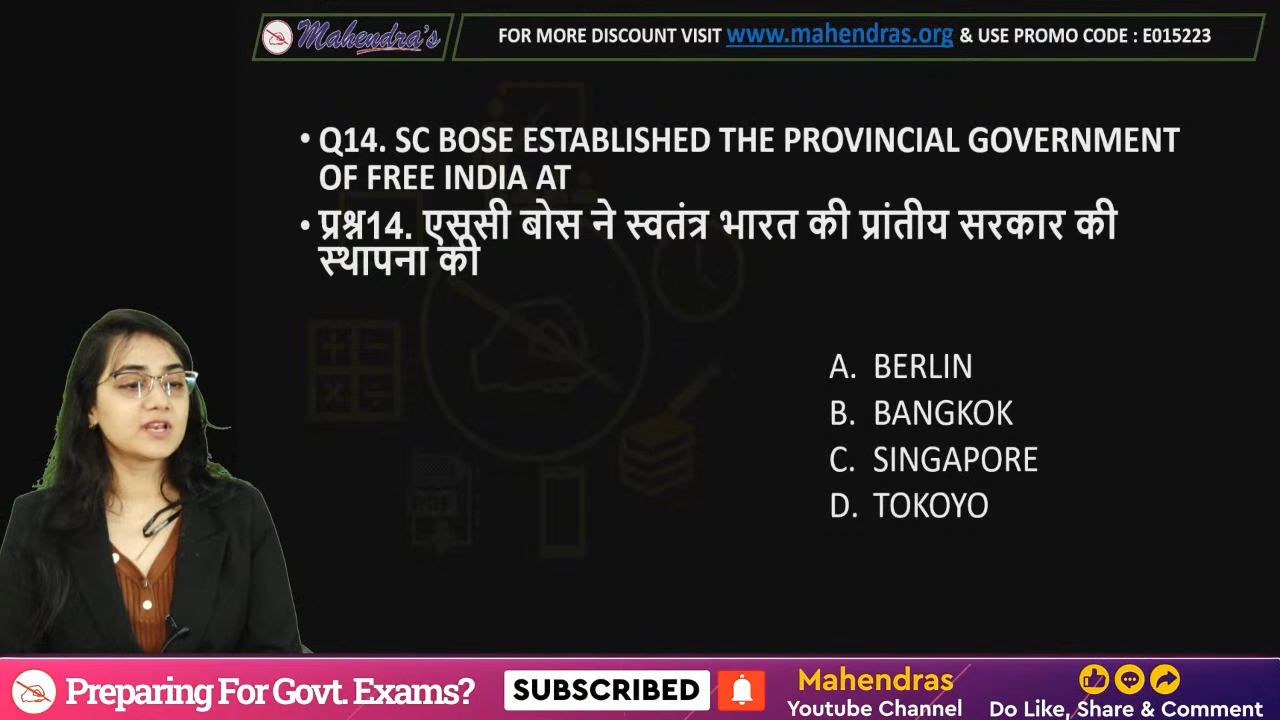 Mahendra's
FOR MORE DISCOUNT VISIT www.mahendras.org & USE PROMO CODE : E015223
• Q14. SC BOSE ESTABLISHED THE PROVINCIAL GOVERNMENT
OF FREE INDIA AT
• प्रश्न14. एससी बोस ने स्वतंत्र भारत की प्रांतीय सरकार की
स्थापना की
A. BERLIN
B. BANGKOK
C. SINGAPORE
D. TOKOYO
PDF
Preparing For Govt. Exams?
SUBSCRIBED
Mahendras
Youtube Channel
Do Like, Share & Comment